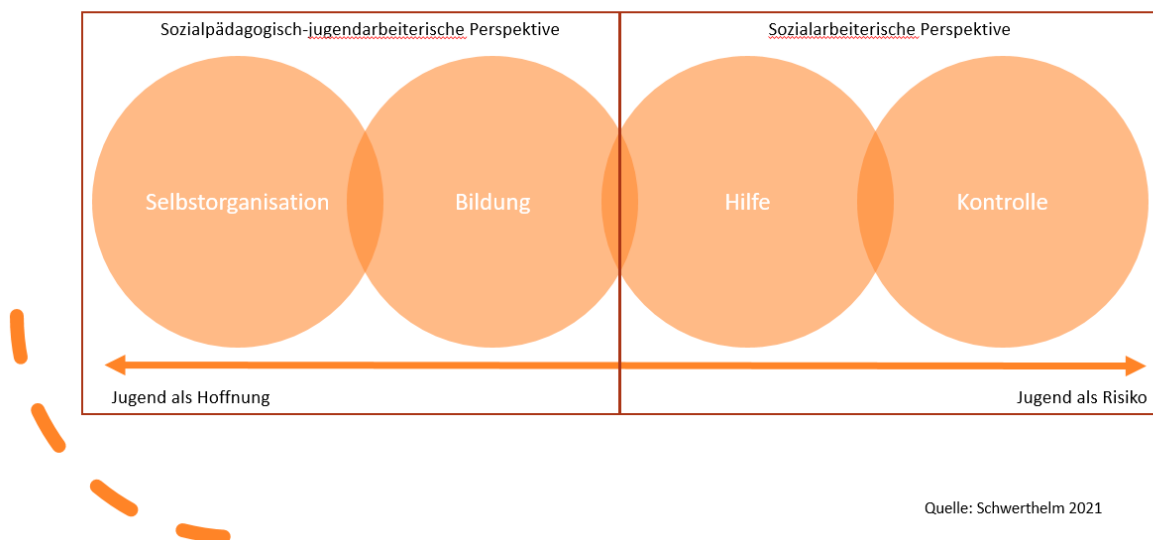 Sozialpädagogisch-jugendarbeiterische Perspektive
Sozialarbeiterische Perspektive
Selbstorganisation
Bildung
Hilfe
Kontrolle
Jugend als Hoffnung
Jugend als Risiko
Quelle: Schwerthelm 2021